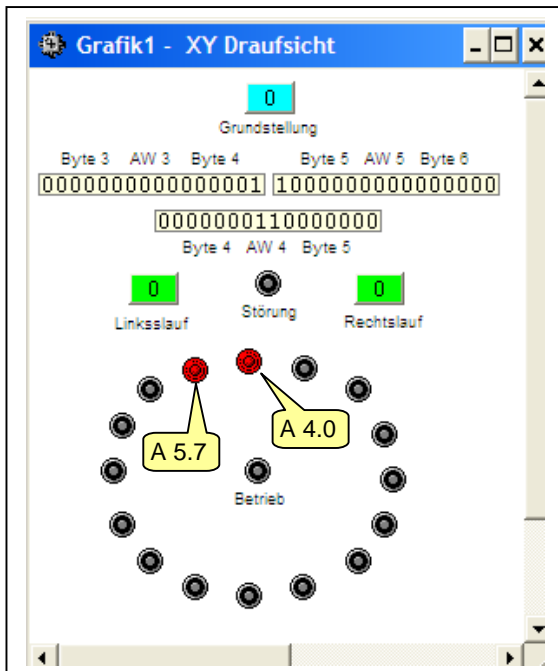 Grafik1 - XY Draufsicht
0
Grundstellung
Byte 3 AW 3 Byte 4 Byte 5 AW 5 Byte 6
0000000000000001 1000000000000000
0000000110000000
Byte 4 AW 4 Byte 5
0 0
Linksslauf Störung Rechtslauf
A 5.7 A 4.0
Betrieb